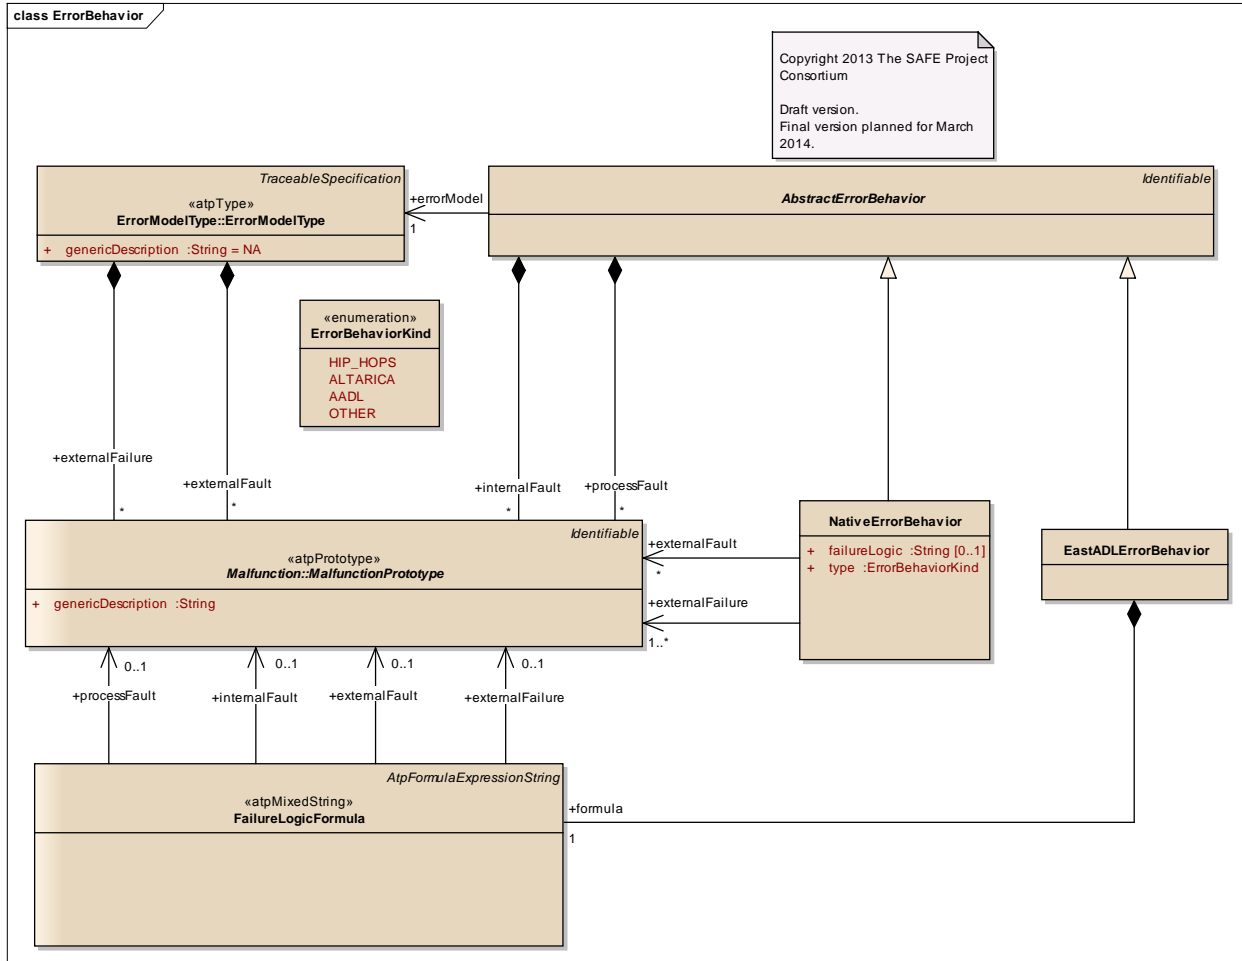 class ErrorBehavior
Copyright 2013 The SAFE Project
Consortium
Draft version.
Final version planned for March
2014.
TraceableSpecification
«atpType»
ErrorModelType::ErrorModelType
+ genericDescription :String = NA
+errorModel
1
Identifiable
AbstractErrorBehavior
«enumeration»
ErrorBehaviorKind
HIP_HOPS
ALTARICA
AADL
OTHER
+externalFailure
*
+externalFault
*
+internalFault
*
+processFault
*
Identifiable
«atpPrototype»
Malfunction::MalfunctionPrototype
+ genericDescription :String
+externalFault
*
+externalFailure
1..*
NativeErrorBehavior
+ failureLogic :String [0..1]
+ type :ErrorBehaviorKind
EastADLErrorBehavior
0..1
+processFault
0..1
+internalFault
0..1
+externalFault
0..1
+externalFailure
AtpFormulaExpressionString
«atpMixedString»
FailureLogicFormula
+formula
1